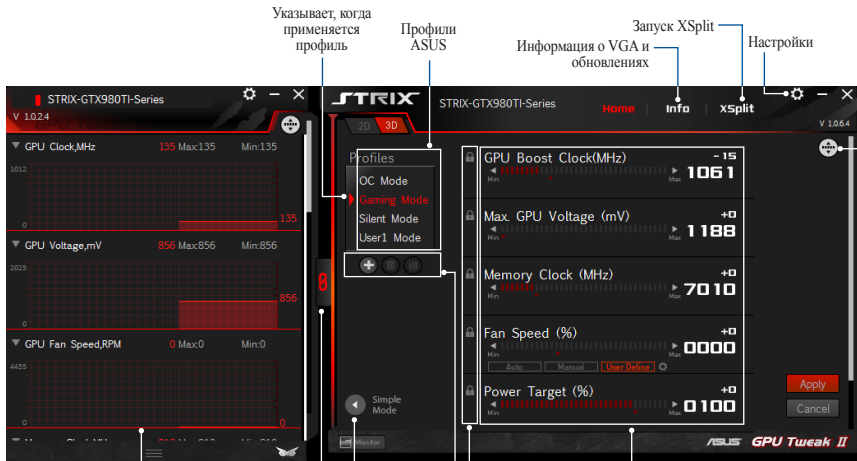 Указывает, когда
применяется
профиль
Профили
ASUS
Информация о VGA и
обновлениях
Запуск XSplit
Настройки
STRIX-GTX980TI-Series
V 1.0.2.4
GPU Clock,MHz 135 Max:135 Min:135
1012
135
0
GPU Voltage,mV 856 Max:856 Min:856
2025
856
0
GPU Fan Speed,RPM 0 Max:0 Min:0
4455
0
0
STRIX
STRIX-GTX980TI-Series
Home | Info | XSplit
V 1.0.6.4
2D 3D
Profiles
OC Mode
Gaming Mode
Silent Mode
User1 Mode
GPU Boost Clock(MHz) -15
Min Max 1061
Max. GPU Voltage (mV) +0
Min Max 1188
Memory Clock (MHz) +0
Min Max 7010
Fan Speed (%) +0
Min Max 0000
Auto Manual User Define
Power Target (%) +0
Min Max 0100
Simple
Mode
Apply
Cancel
Monitor
ASUS GPU Tweak II